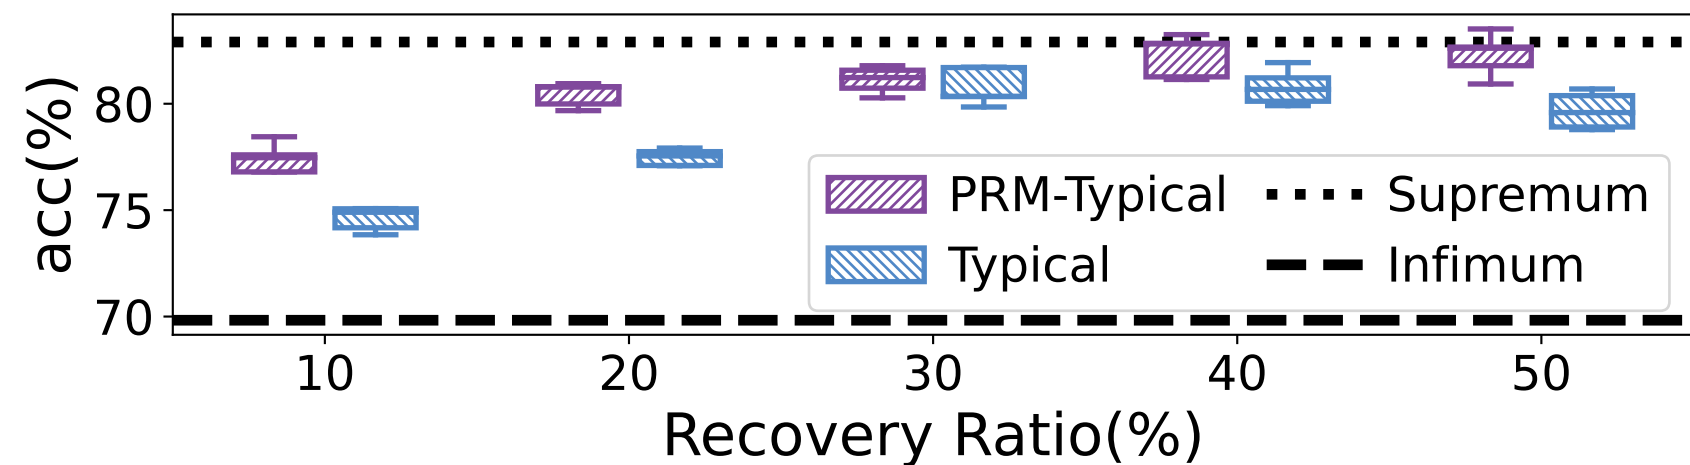 acc(%)
80
75
70
PRM-Typical
Typical
Supremum
Infimum
10 20 30 40 50
Recovery Ratio(%)